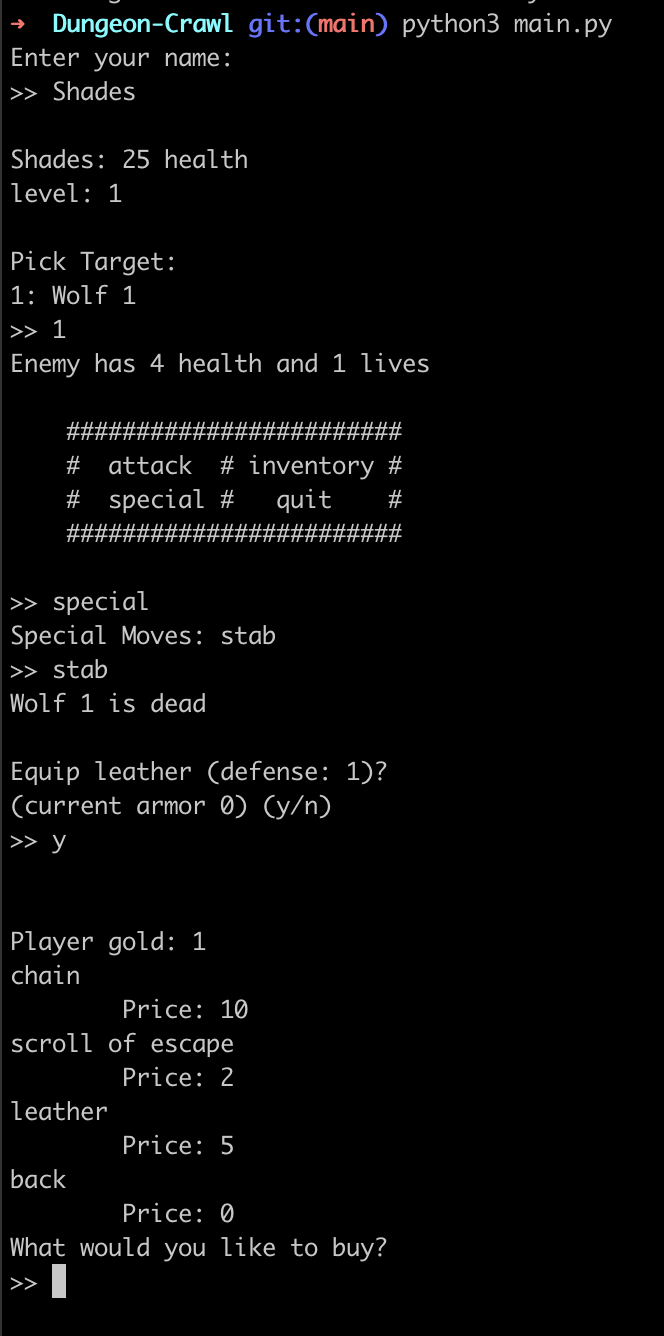 ➜  Dungeon-Crawl git:(main) python3 main.py
Enter your name:
>> Shades

Shades: 25 health
level: 1

Pick Target:
1: Wolf 1
>> 1
Enemy has 4 health and 1 lives

    ########################
    #  attack  # inventory #
    #  special #   quit    #
    ########################

>> special
Special Moves: stab
>> stab
Wolf 1 is dead

Equip leather (defense: 1)?
(current armor 0) (y/n)
>> y


Player gold: 1
chain
        Price: 10
scroll of escape
        Price: 2
leather
        Price: 5
back
        Price: 0
What would you like to buy?
>>